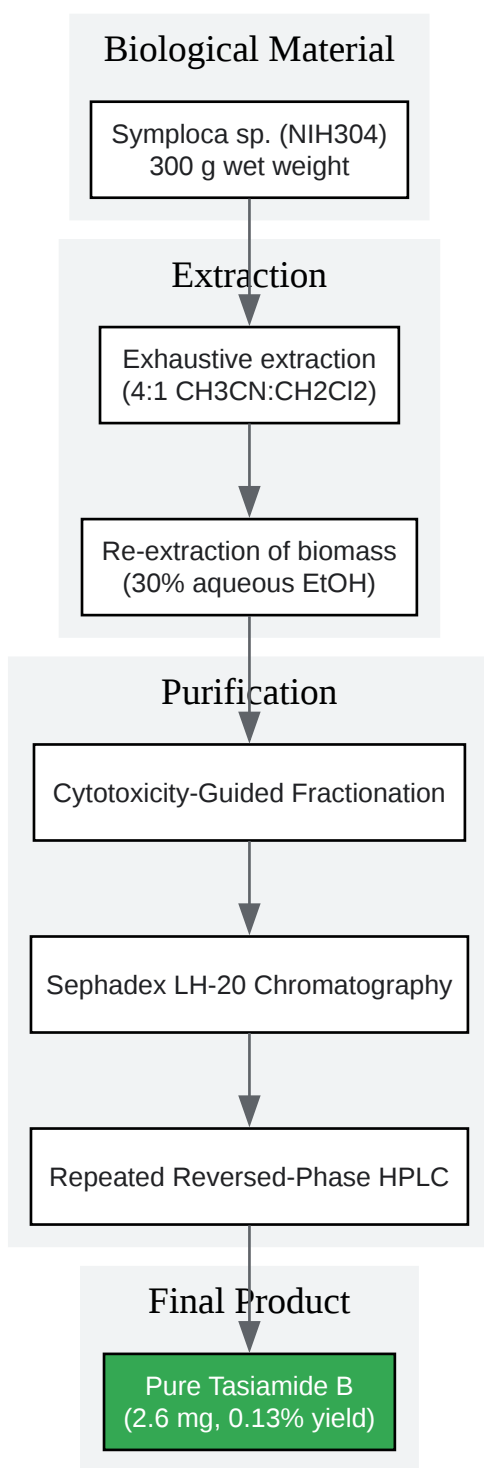 Biological Material
Symploca sp. (NIH304)
300 g wet weight
Extraction
Exhaustive extraction
(4:1 CH3CN:CH2Cl2)
Re-extraction of biomass
(30% aqueous EtOH)
Purification
Cytotoxicity-Guided Fractionation
Sephadex LH-20 Chromatography
Repeated Reversed-Phase HPLC
Final Product
Pure Tasiamide B
(2.6 mg, 0.13% yield)